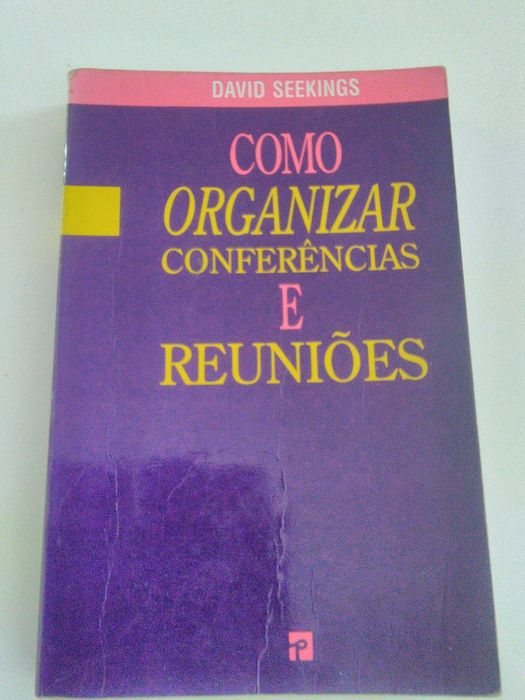 DAVID SEEKINGS
COMO
ORGANIZAR
CONFERÊNCIAS
E
REUNIÕES